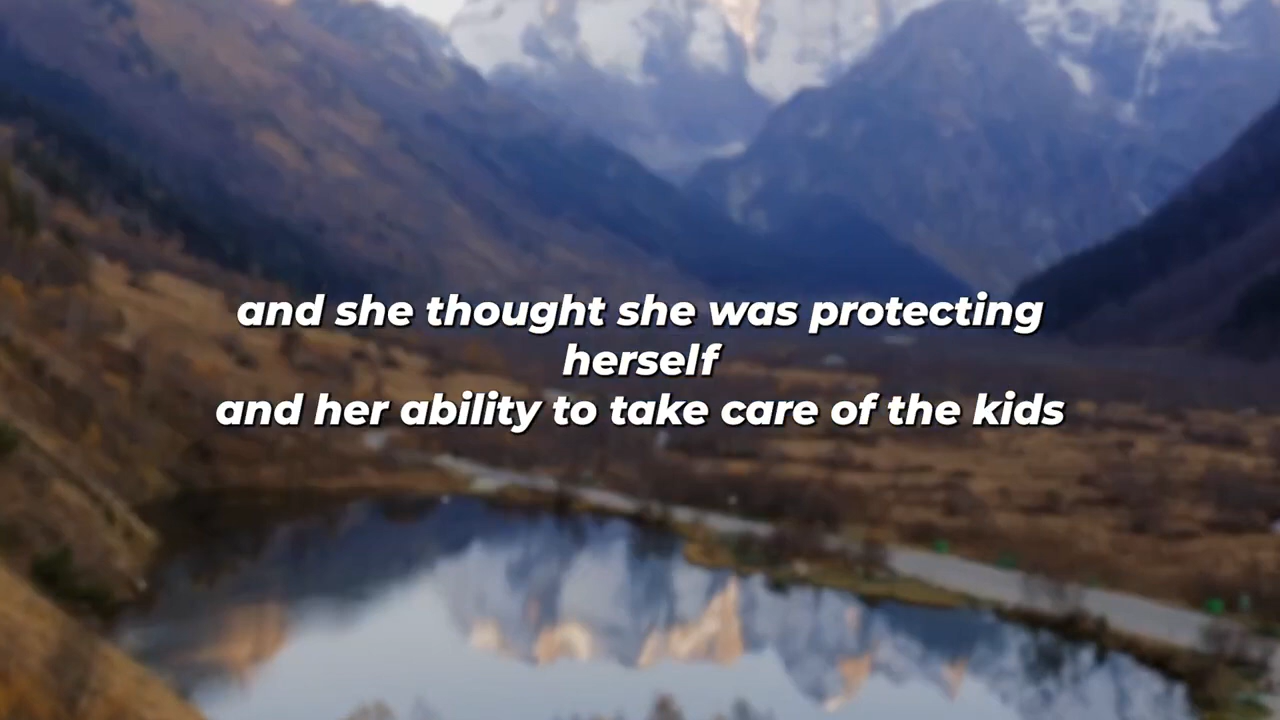 and she thought she was protecting
herself
and her ability to take care of the kids